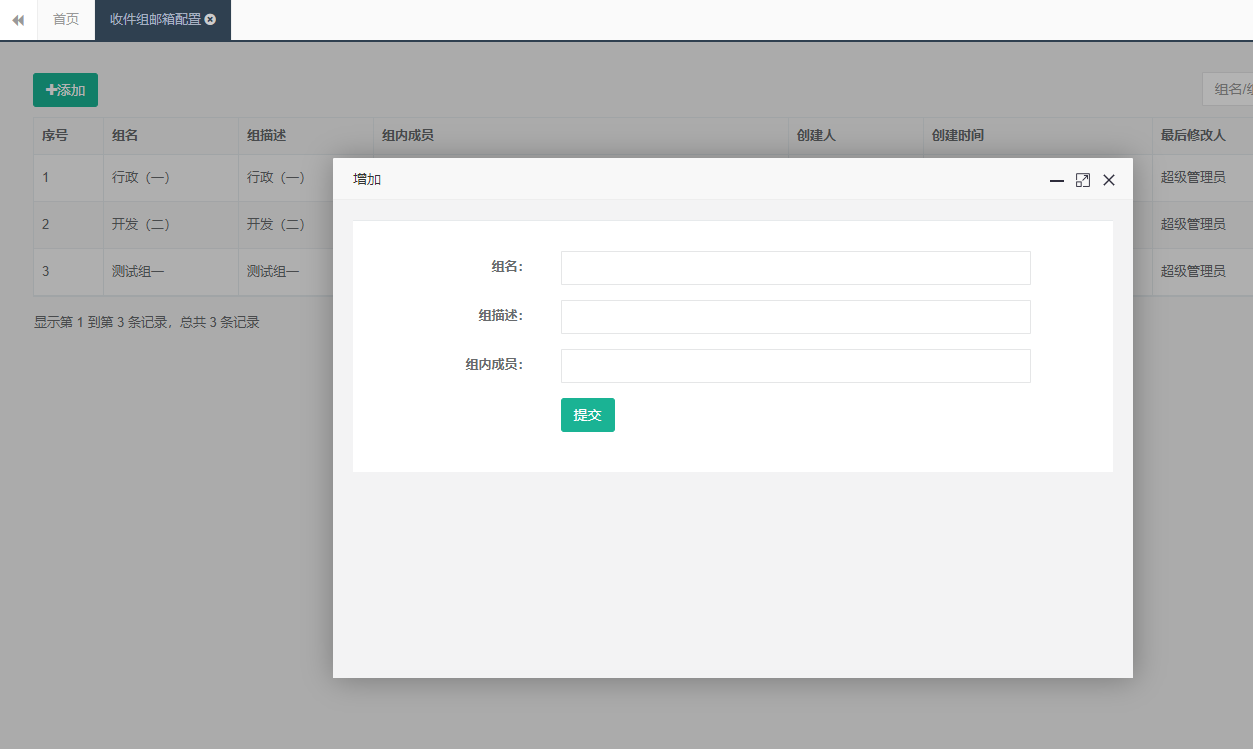 首页
收件组邮箱配置
添加
组名/组
序号 组名 组描述 组内成员 创建人 创建时间 最后修改人
1 行政（一） 行政（一） 超级管理员
2 开发（二） 开发（二） 超级管理员
3 测试组一 测试组一 超级管理员
显示第 1 到第 3 条记录，总共 3 条记录
增加
组名：
组描述：
组内成员：
提交